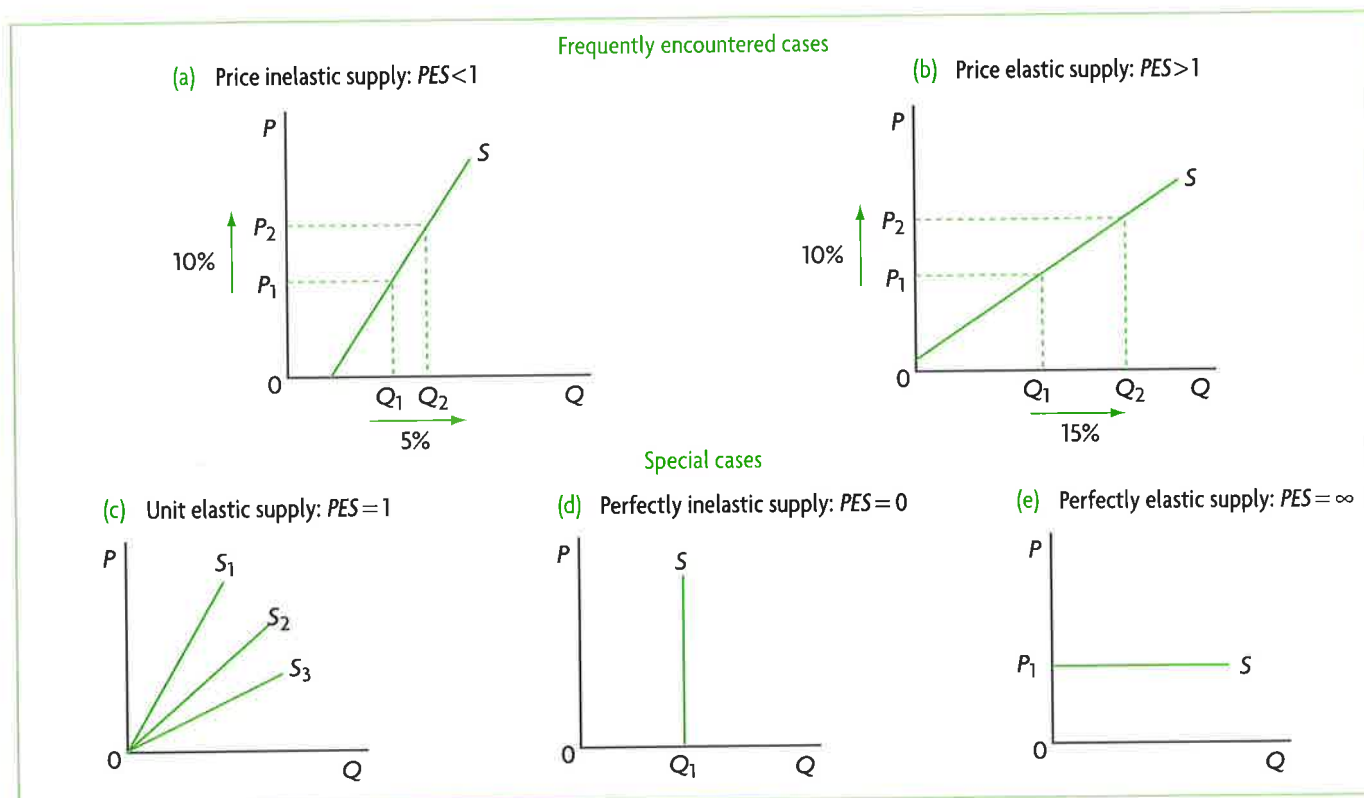 Frequently encountered cases
(a) Price inelastic supply: PES<1
P
S
P2
10%
P1
0
Q1 Q2 Q
5%
(b) Price elastic supply: PES>1
P
S
P2
10%
P1
0
Q1 Q2 Q
15%
Special cases
(c) Unit elastic supply: PES=1
P
S1
S2
S3
0
Q
(d) Perfectly inelastic supply: PES=0
P
S
0
Q1 Q
(e) Perfectly elastic supply: PES=∞
P
P1 S
0
Q